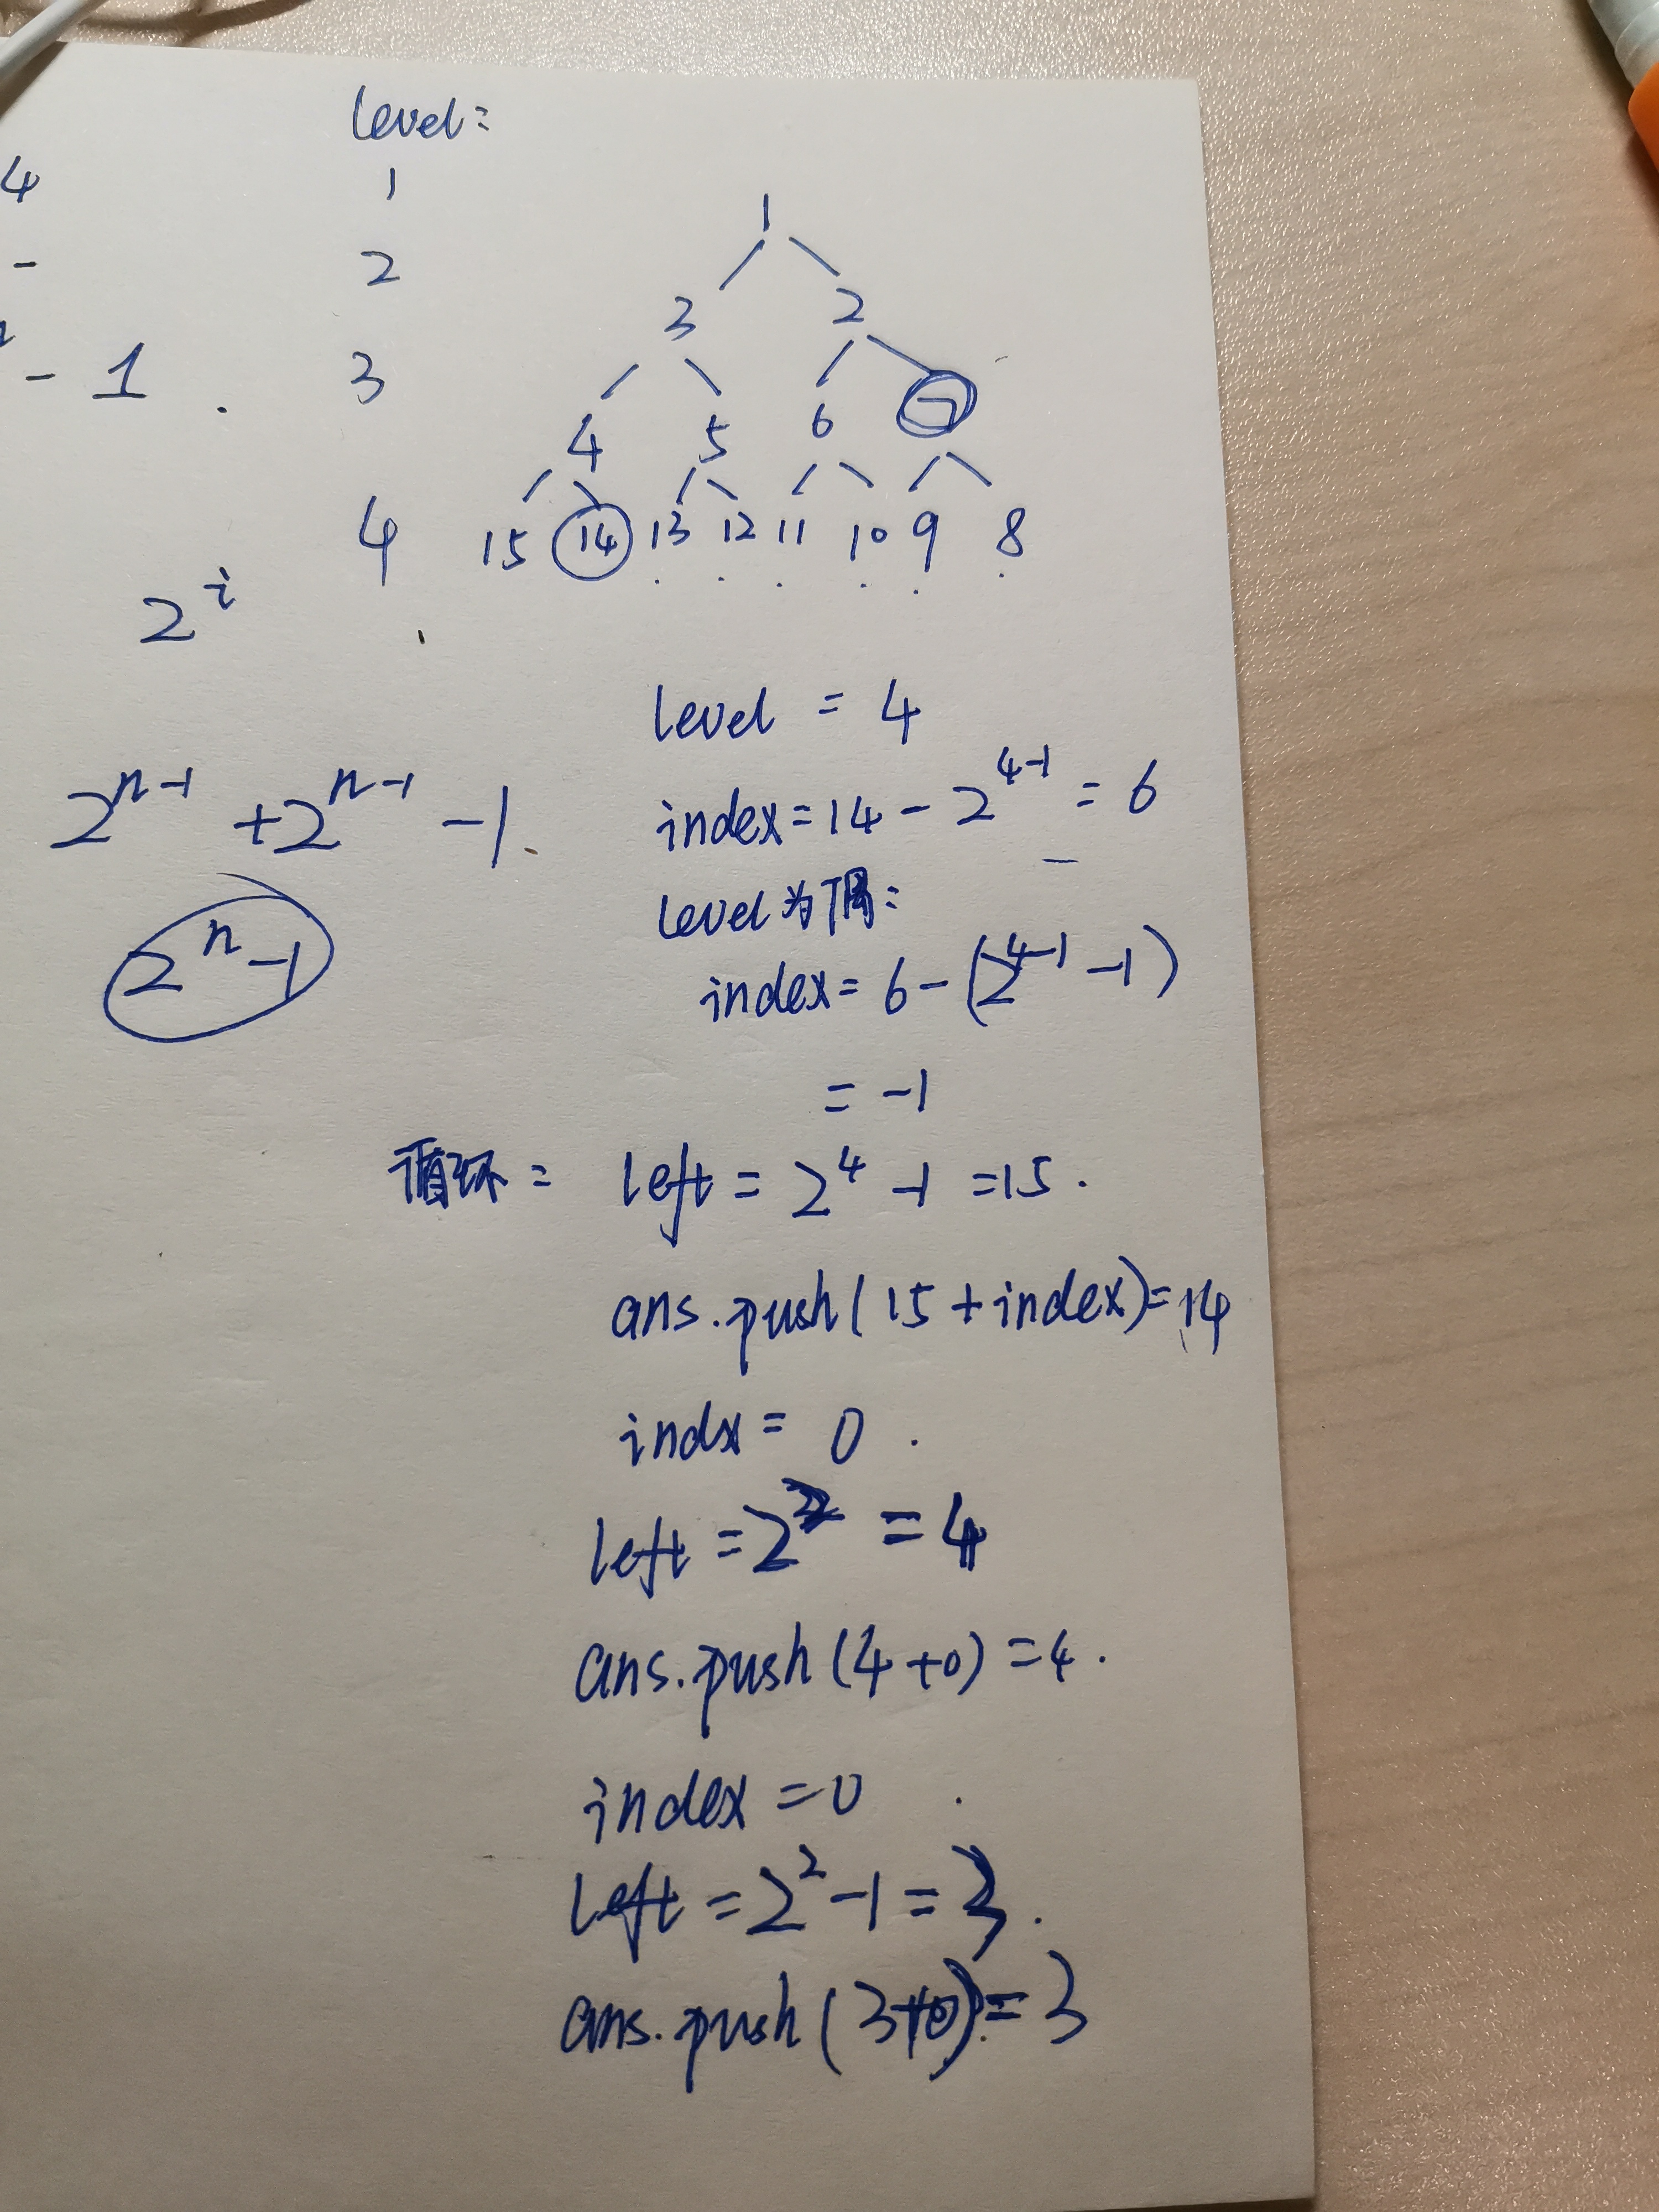 level:
4 1
- 2
- 1 . 3
4
1
3 2
4 5 6 7
15 14 13 12 11 10 9 8
2^i
level = 4
2^{n-1} + 2^{n-1} - 1.
index = 14 - 2^{4-1} = 6
2^n - 1
level为偶:
index = 6 - (2^{4-1} - 1)
= -1
循环: left = 2^4 - 1 = 15.
ans.push(15 + index) = 14
indx = 0 .
left = 2^2 = 4
ans.push(4 + 0) = 4.
index = 0 .
left = 2^2 - 1 = 3.
ans.push(3+0) = 3